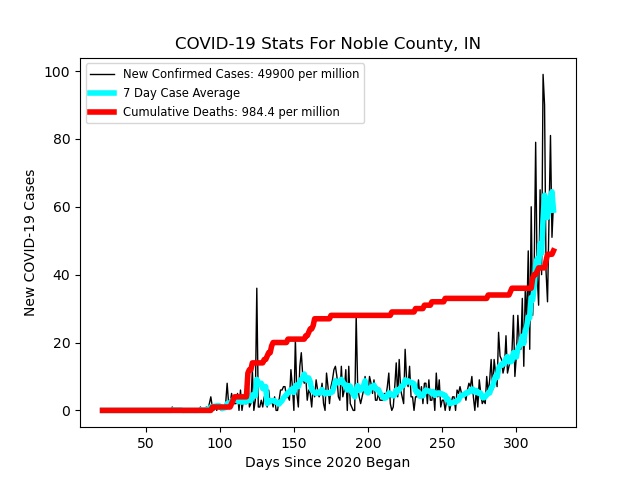 COVID-19 Stats For Noble County, IN
New Confirmed Cases: 49900 per million
7 Day Case Average
Cumulative Deaths: 984.4 per million
New COVID-19 Cases
100
80
60
40
20
0
50 100 150 200 250 300
Days Since 2020 Began